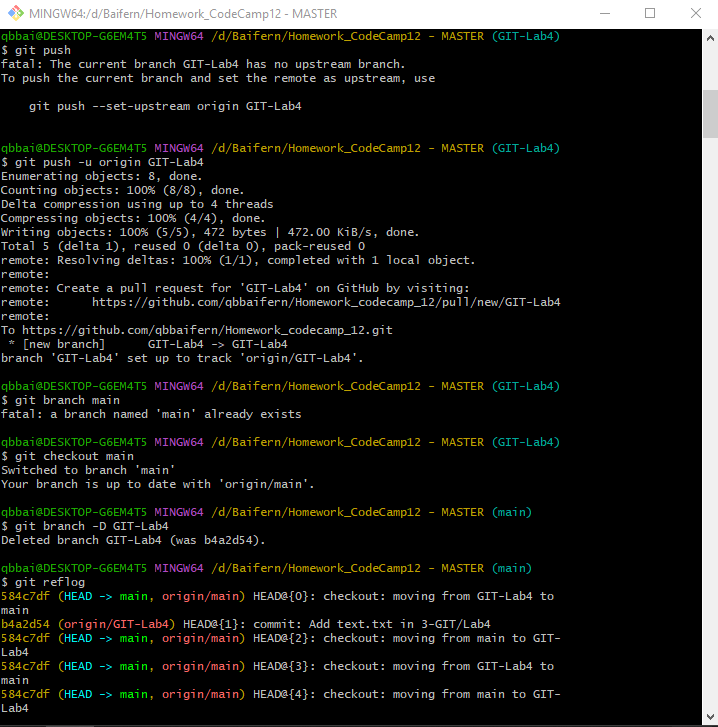 MINGW64:/d/Baifern/Homework_CodeCamp12 - MASTER
qbbai@DESKTOP-G6EM4T5 MINGW64 /d/Baifern/Homework_CodeCamp12 - MASTER (GIT-Lab4)
$ git push
fatal: The current branch GIT-Lab4 has no upstream branch.
To push the current branch and set the remote as upstream, use
    git push --set-upstream origin GIT-Lab4
qbbai@DESKTOP-G6EM4T5 MINGW64 /d/Baifern/Homework_CodeCamp12 - MASTER (GIT-Lab4)
$ git push -u origin GIT-Lab4
Enumerating objects: 8, done.
Counting objects: 100% (8/8), done.
Delta compression using up to 4 threads
Compressing objects: 100% (4/4), done.
Writing objects: 100% (5/5), 472 bytes | 472.00 KiB/s, done.
Total 5 (delta 1), reused 0 (delta 0), pack-reused 0
remote: Resolving deltas: 100% (1/1), completed with 1 local object.
remote:
remote: Create a pull request for 'GIT-Lab4' on GitHub by visiting:
remote:      https://github.com/qbbaifern/Homework_codecamp_12/pull/new/GIT-Lab4
remote:
To https://github.com/qbbaifern/Homework_codecamp_12.git
 * [new branch]      GIT-Lab4 -> GIT-Lab4
branch 'GIT-Lab4' set up to track 'origin/GIT-Lab4'.
qbbai@DESKTOP-G6EM4T5 MINGW64 /d/Baifern/Homework_CodeCamp12 - MASTER (GIT-Lab4)
$ git branch main
fatal: a branch named 'main' already exists
qbbai@DESKTOP-G6EM4T5 MINGW64 /d/Baifern/Homework_CodeCamp12 - MASTER (GIT-Lab4)
$ git checkout main
Switched to branch 'main'
Your branch is up to date with 'origin/main'.
qbbai@DESKTOP-G6EM4T5 MINGW64 /d/Baifern/Homework_CodeCamp12 - MASTER (main)
$ git branch -D GIT-Lab4
Deleted branch GIT-Lab4 (was b4a2d54).
qbbai@DESKTOP-G6EM4T5 MINGW64 /d/Baifern/Homework_CodeCamp12 - MASTER (main)
$ git reflog
584c7df (HEAD -> main, origin/main) HEAD@{0}: checkout: moving from GIT-Lab4 to
main
b4a2d54 (origin/GIT-Lab4) HEAD@{1}: commit: Add text.txt in 3-GIT/Lab4
584c7df (HEAD -> main, origin/main) HEAD@{2}: checkout: moving from main to GIT-
Lab4
584c7df (HEAD -> main, origin/main) HEAD@{3}: checkout: moving from GIT-Lab4 to
main
584c7df (HEAD -> main, origin/main) HEAD@{4}: checkout: moving from main to GIT-
Lab4